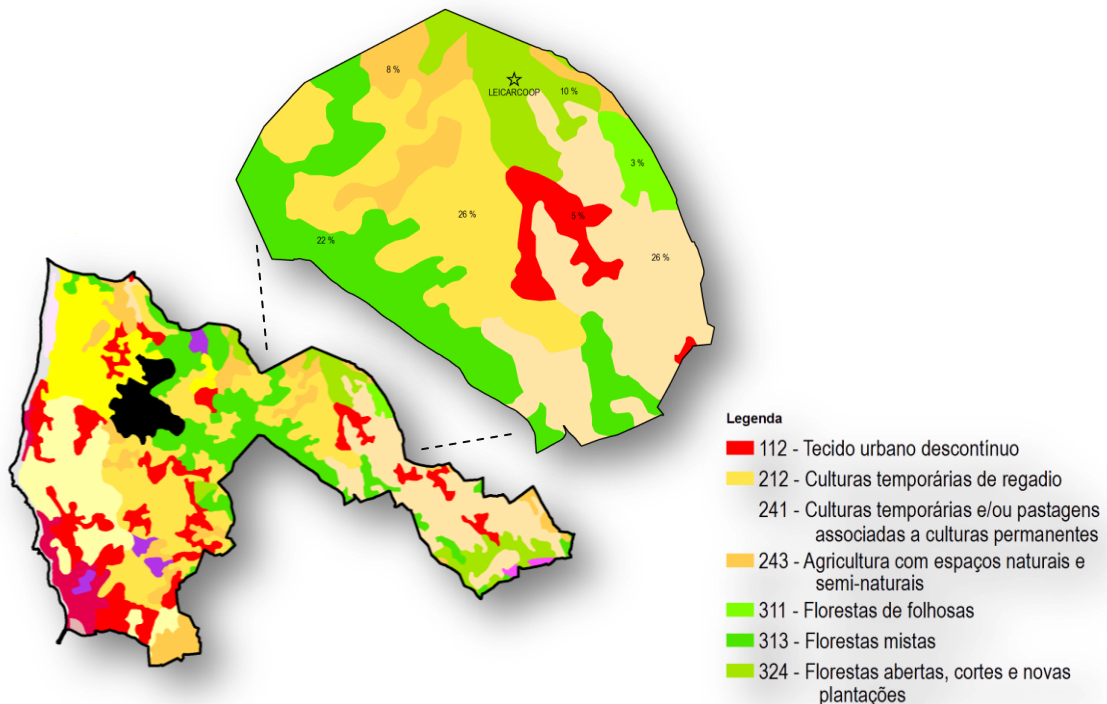 8 %
LEICARCOOP
10 %
3 %
5 %
26 %
22 %
26 %
Legenda
112 - Tecido urbano descontínuo
212 - Culturas temporárias de regadio
241 - Culturas temporárias e/ou pastagens
associadas a culturas permanentes
243 - Agricultura com espaços naturais e
semi-naturais
311 - Florestas de folhosas
313 - Florestas mistas
324 - Florestas abertas, cortes e novas
plantações